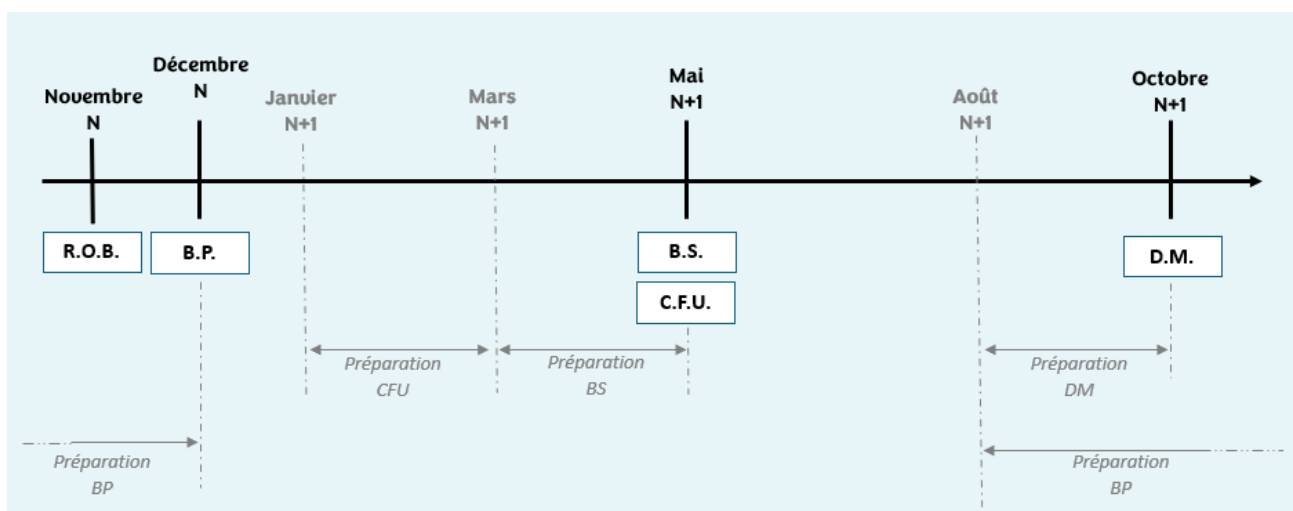 Novembre
N
Décembre
N
Janvier
N+1
Mars
N+1
Mai
N+1
Août
N+1
Octobre
N+1
R.O.B.
B.P.
B.S.
C.F.U.
D.M.
Préparation
CFU
Préparation
BS
Préparation
DM
Préparation
BP
Préparation
BP